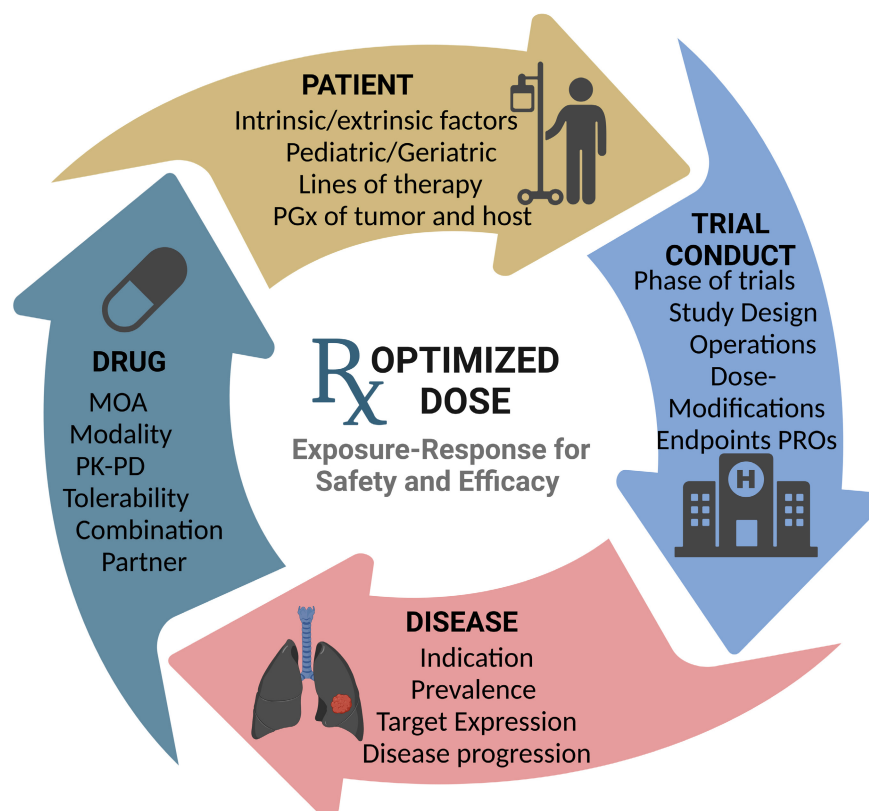 PATIENT
Intrinsic/extrinsic factors
Pediatric/Geriatric
Lines of therapy
PGx of tumor and host
TRIAL
CONDUCT
Phase of trials
Study Design
Operations
Dose-
Modifications
Endpoints PROs
H
DISEASE
Indication
Prevalence
Target Expression
Disease progression
DRUG
MOA
Modality
PK-PD
Tolerability
Combination
Partner
Rx OPTIMIZED
DOSE
Exposure-Response for
Safety and Efficacy